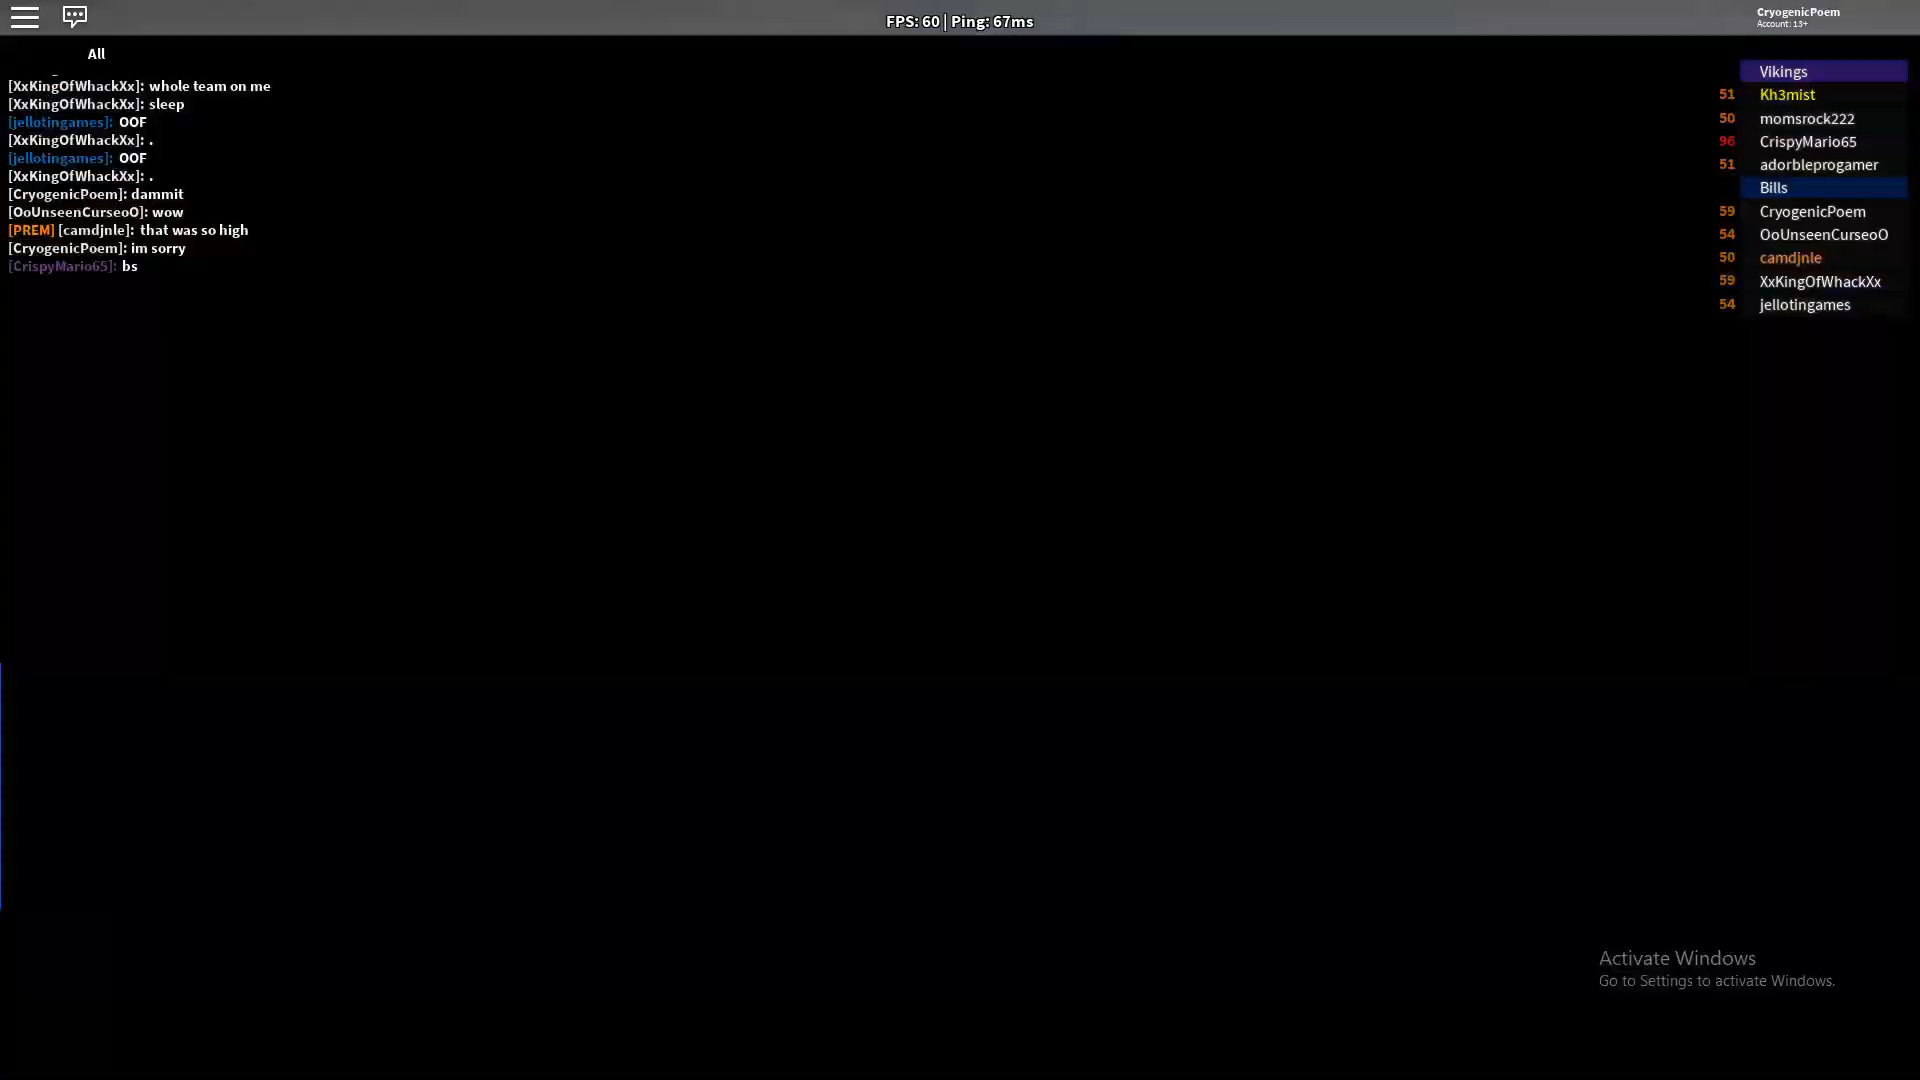 FPS: 60 | Ping: 67ms
CryogenicPoem
Account: 13+
All
[XxKingOfWhackXx]: whole team on me
[XxKingOfWhackXx]: sleep
[jellotingames]: OOF
[XxKingOfWhackXx]: .
[jellotingames]: OOF
[XxKingOfWhackXx]: .
[CryogenicPoem]: dammit
[OoUnseenCurseoO]: wow
[PREM] [camdjnle]: that was so high
[CryogenicPoem]: im sorry
[CrispyMario65]: bs
Vikings
51 Kh3mist
50 momsrock222
96 CrispyMario65
51 adorbleprogamer
Bills
59 CryogenicPoem
54 OoUnseenCurseoO
50 camdjnle
59 XxKingOfWhackXx
54 jellotingames
Activate Windows
Go to Settings to activate Windows.